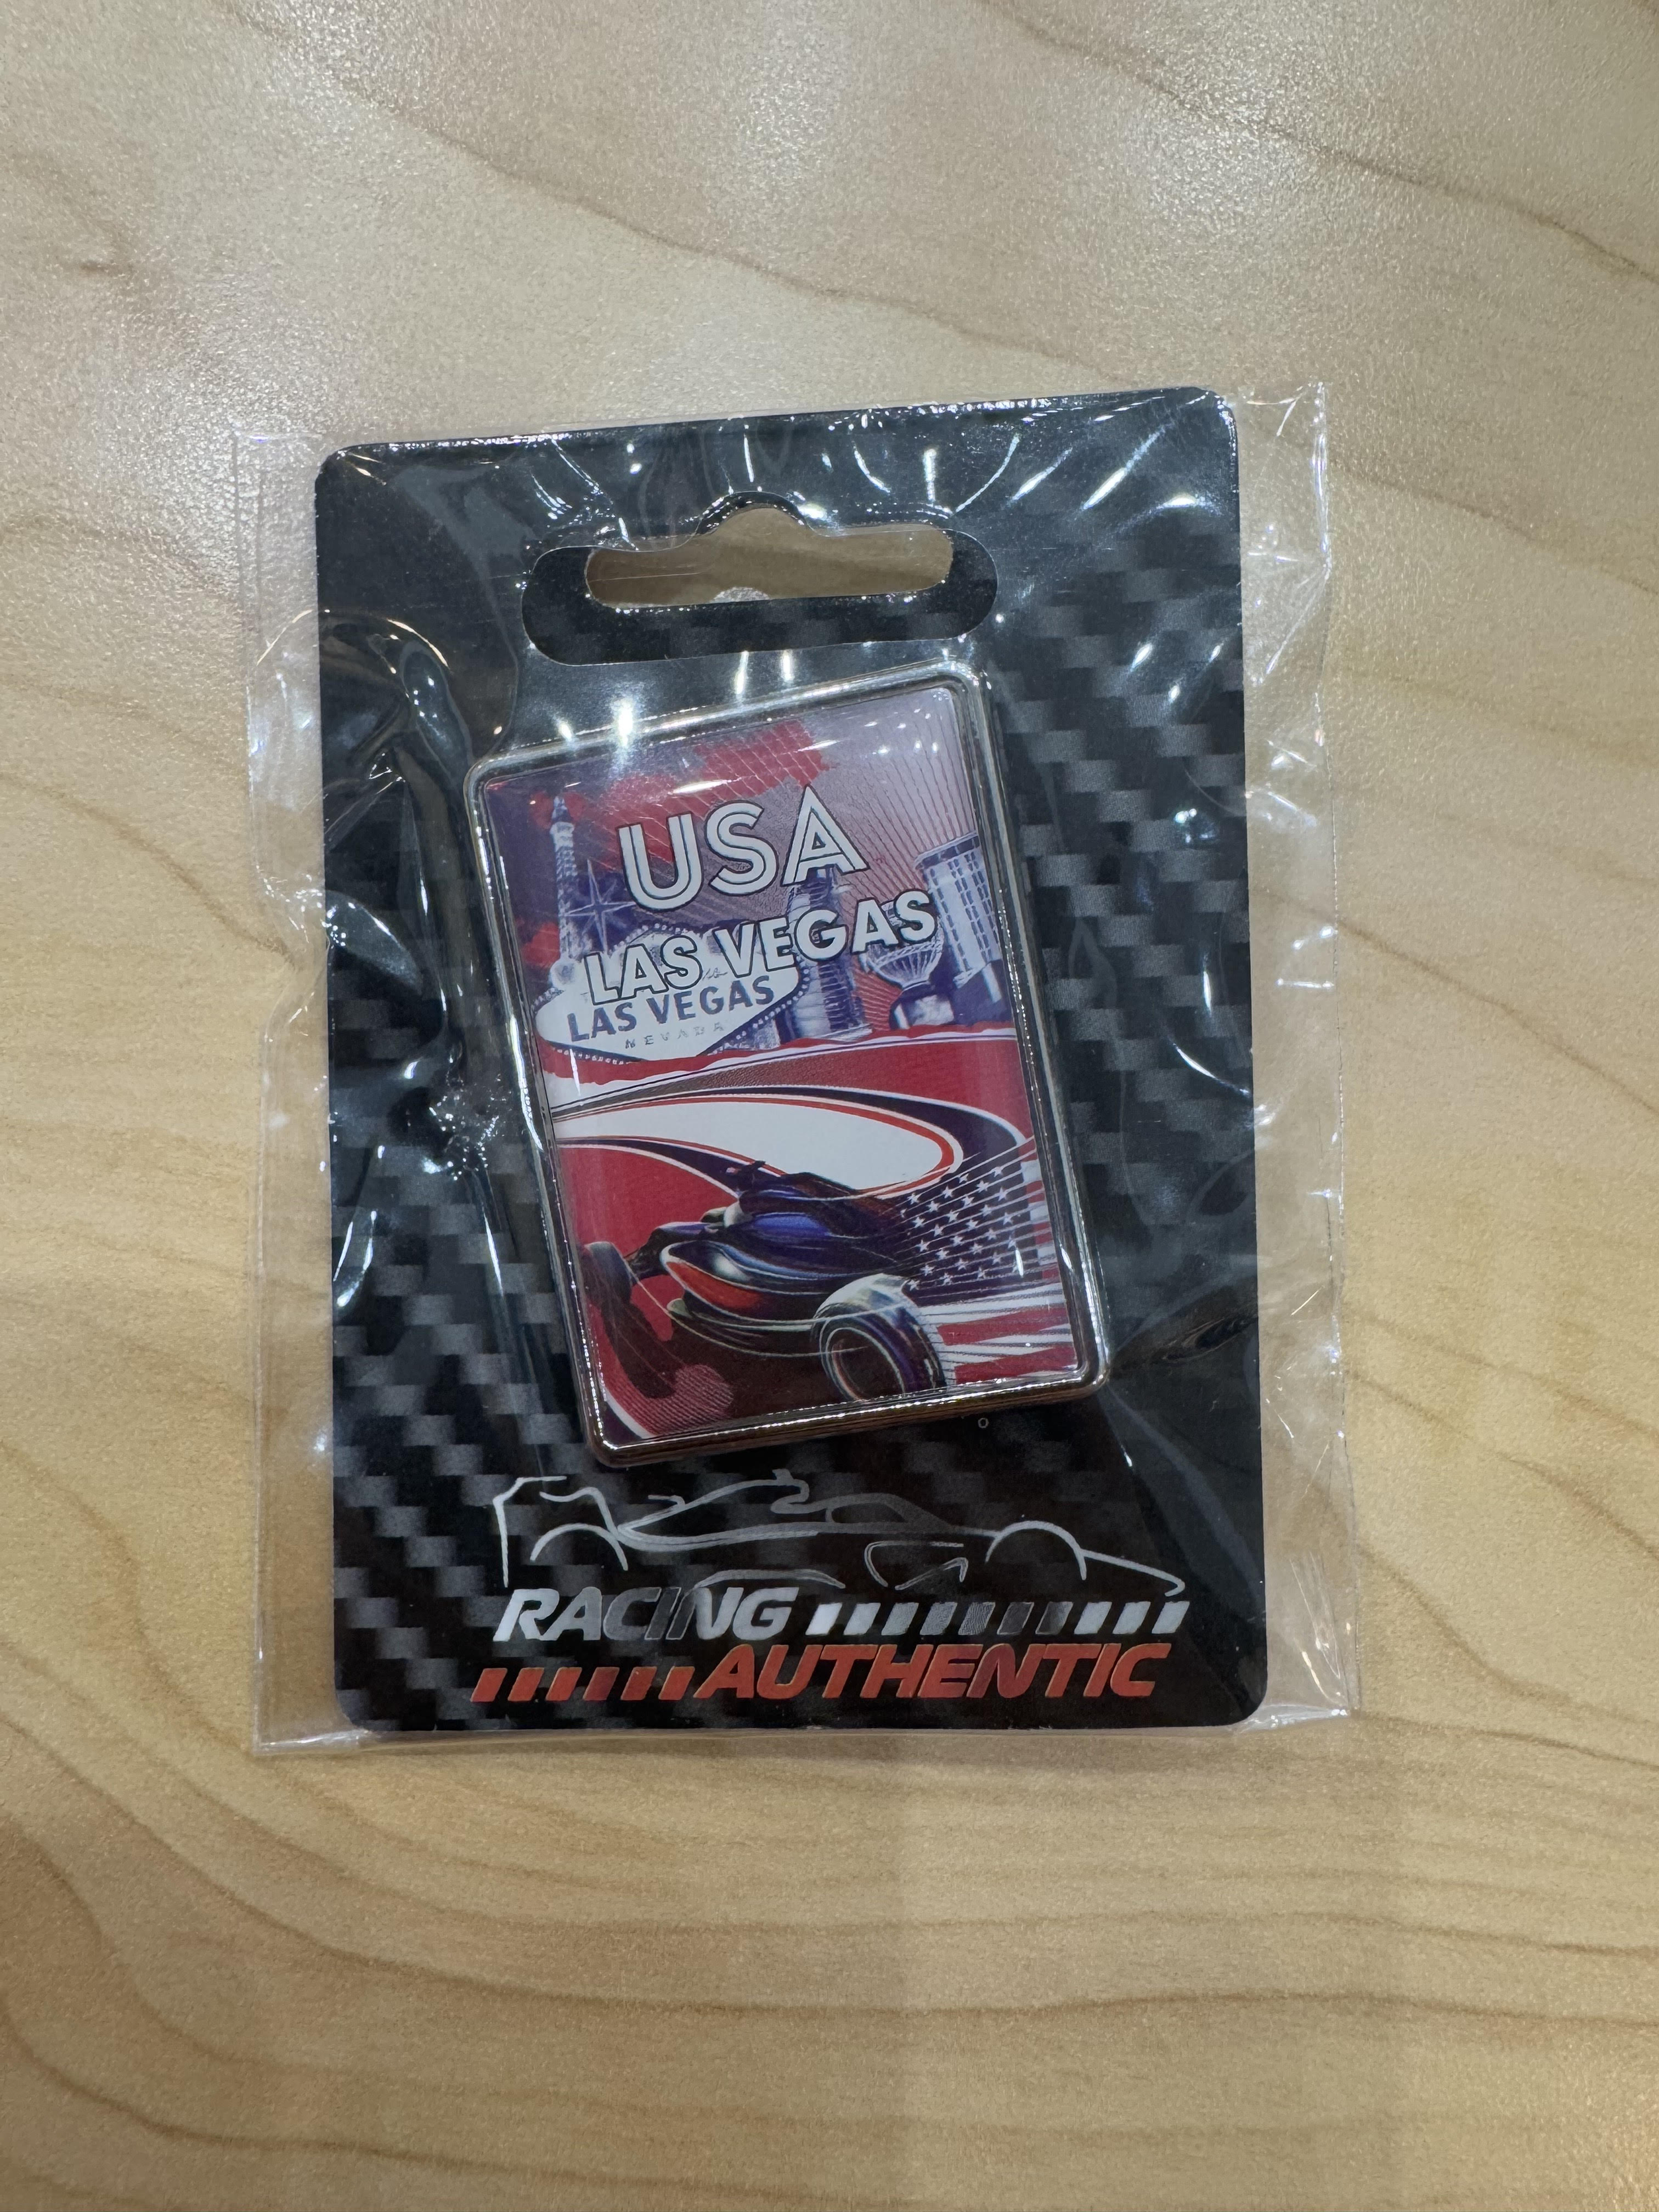 USA
LAS VEGAS
LAS VEGAS
NEVADA
RACING
AUTHENTIC